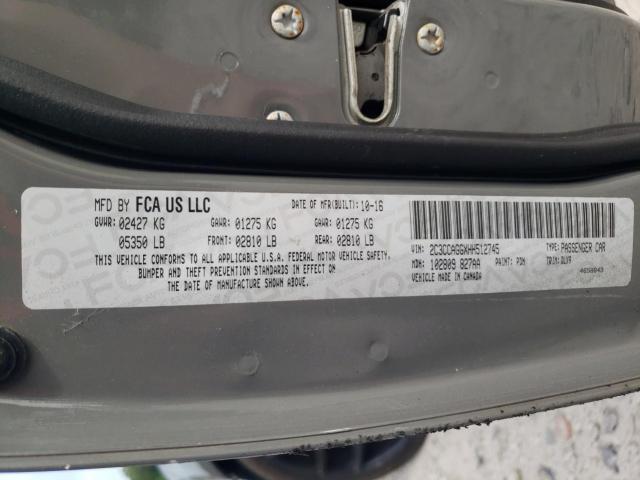 MFD BY FCA US LLC DATE OF MFR(BUILT): 10-16
GVWR: 02427 KG GAWR: 01275 KG GAWR: 01275 KG
05350 LB FRONT: 02810 LB REAR: 02810 LB
THIS VEHICLE CONFORMS TO ALL APPLICABLE U.S.A. FEDERAL MOTOR VEHICLE SAFETY,
BUMPER AND THEFT PREVENTION STANDARDS IN EFFECT ON
THE DATE OF MANUFACTURE SHOWN ABOVE.
VIN: 2C3CCAGGXHH512745 TYPE: PASSENGER CAR
MDH: 102809 827AA PAINT: PDN TRIM: DLX9
VEHICLE MADE IN CANADA 4658043